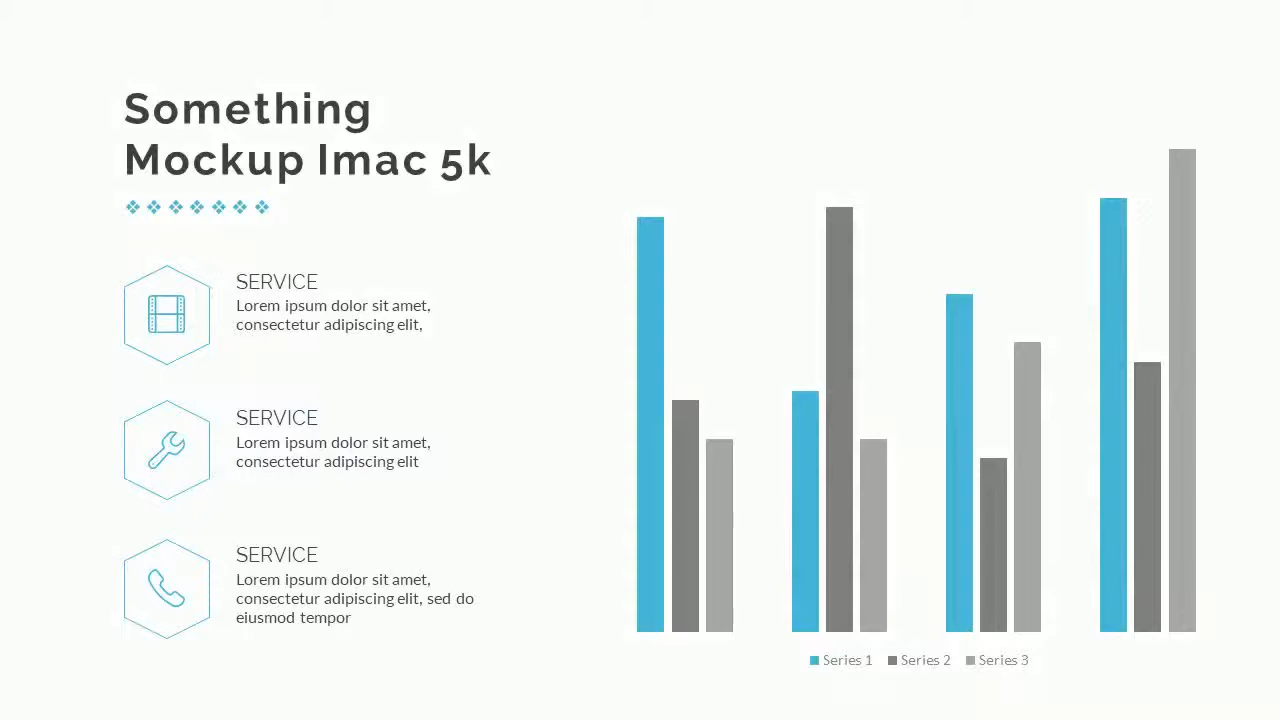 Something
Mockup Imac 5k
SERVICE
Lorem ipsum dolor sit amet,
consectetur adipiscing elit,
SERVICE
Lorem ipsum dolor sit amet,
consectetur adipiscing elit
SERVICE
Lorem ipsum dolor sit amet,
consectetur adipiscing elit, sed do
eiusmod tempor
Series 1 Series 2 Series 3